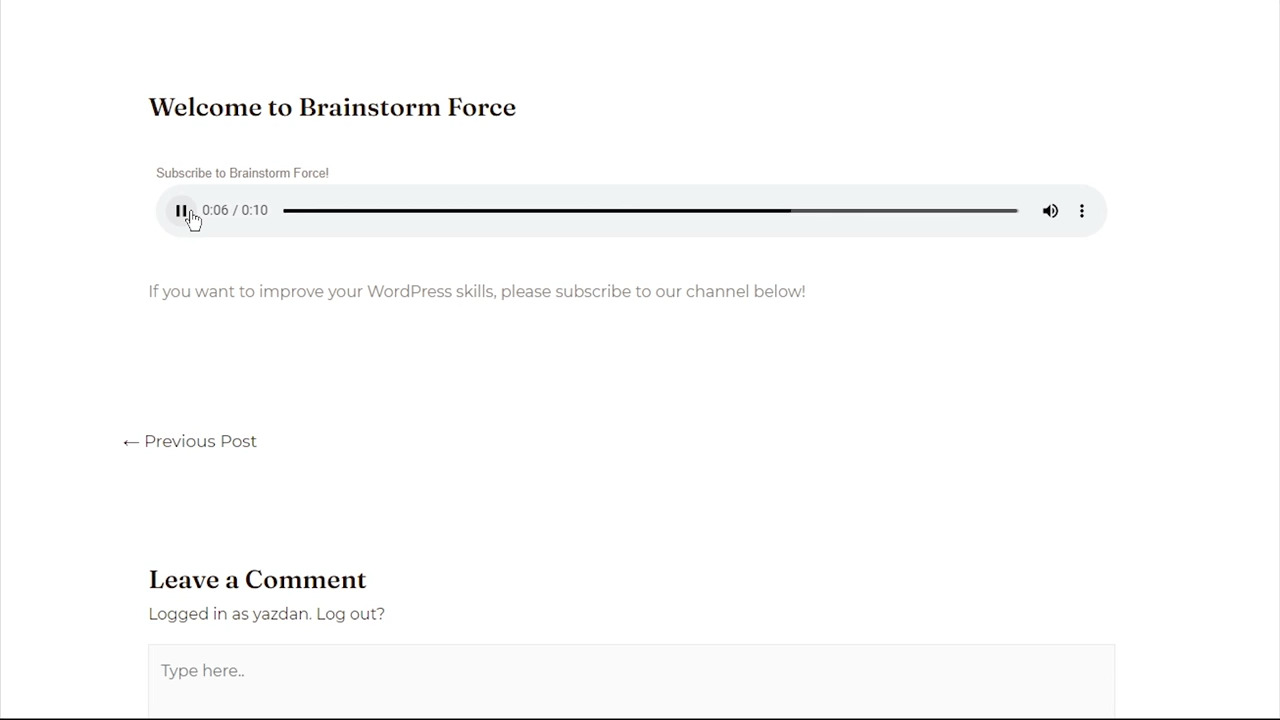 Welcome to Brainstorm Force
Subscribe to Brainstorm Force!
0:06 / 0:10
If you want to improve your WordPress skills, please subscribe to our channel below!
← Previous Post
Leave a Comment
Logged in as yazdan. Log out?
Type here..